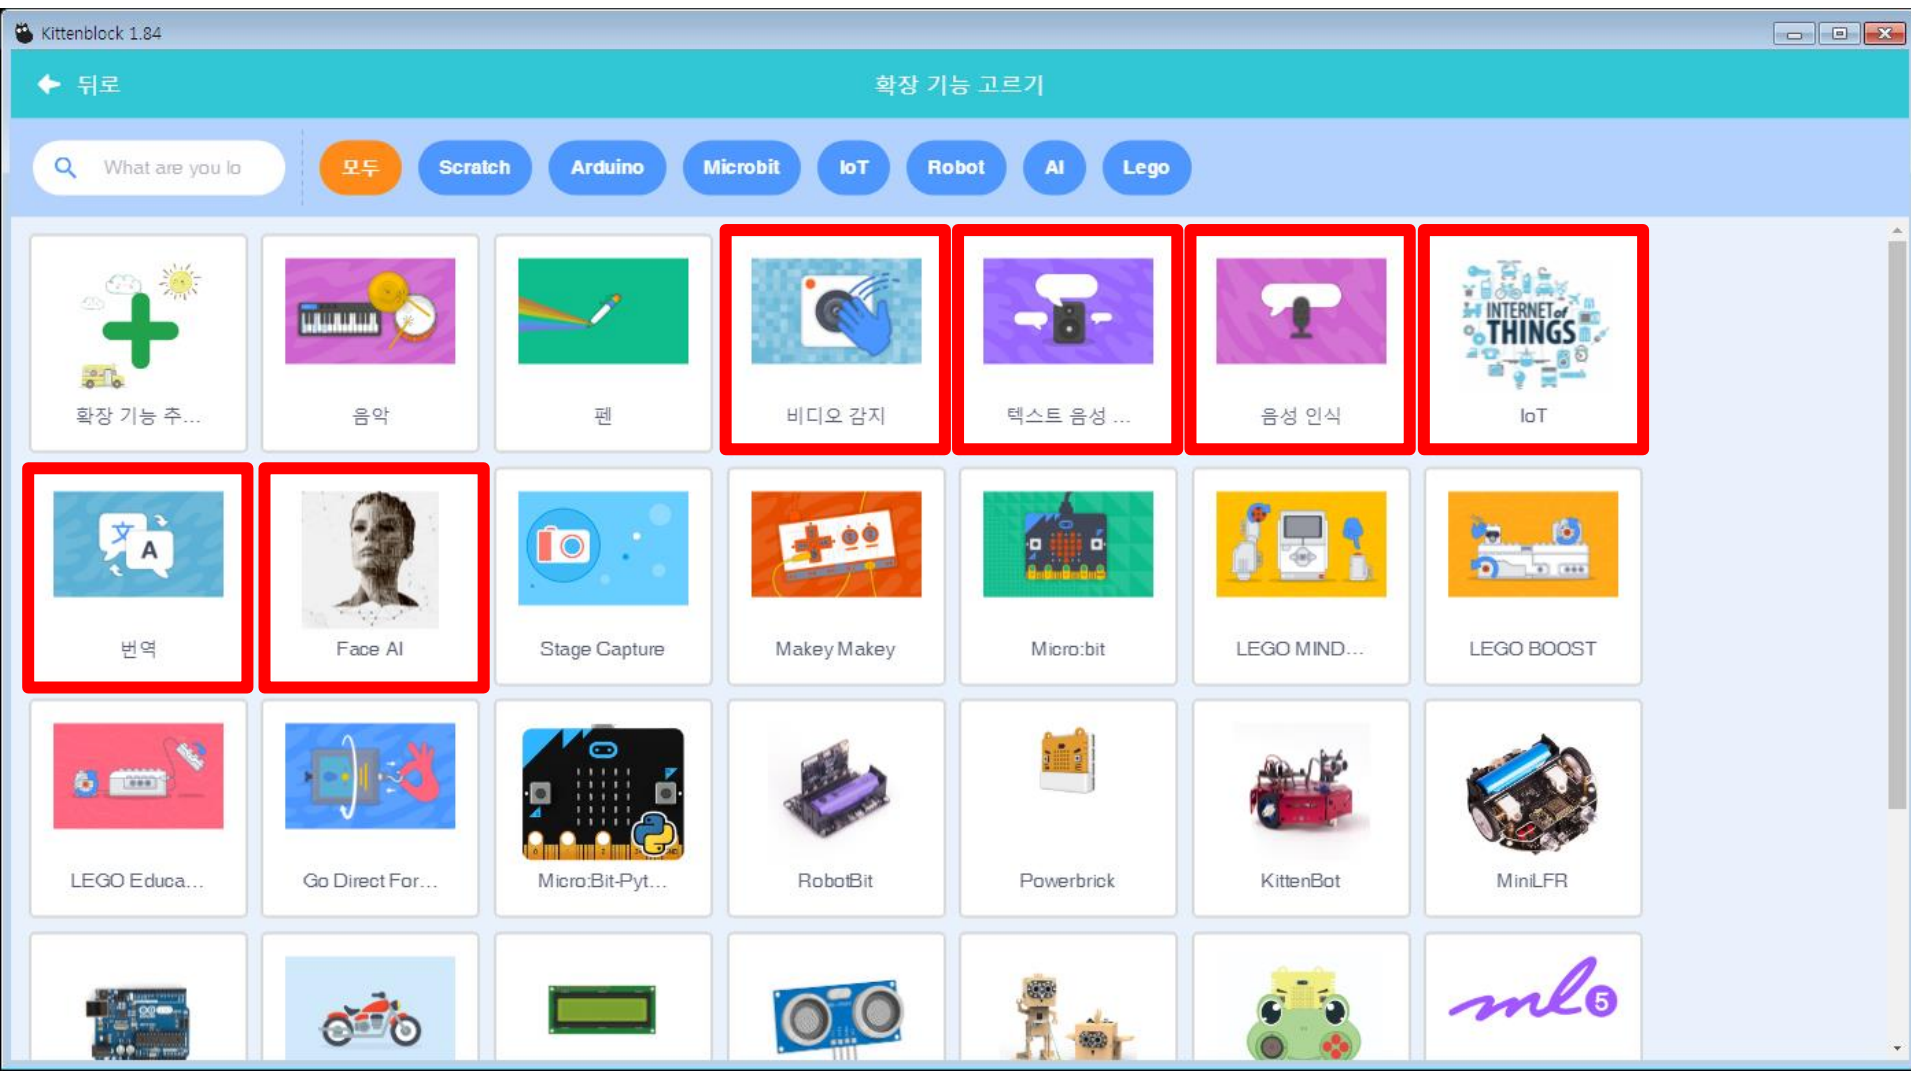 Kittenblock 1.84
뒤로
확장 기능 고르기
What are you lo
모두
Scratch
Arduino
Microbit
IoT
Robot
AI
Lego
INTERNET of
THINGS
확장 기능 추...
음악
펜
비디오 감지
텍스트 음성 ...
음성 인식
IoT
文
A
번역
Face AI
Stage Capture
Makey Makey
Micro:bit
LEGO MIND...
LEGO BOOST
LEGO Educa...
Go Direct For...
Micro:Bit-Pyt...
RobotBit
Powerbrick
KittenBot
MiniLFR
ml5